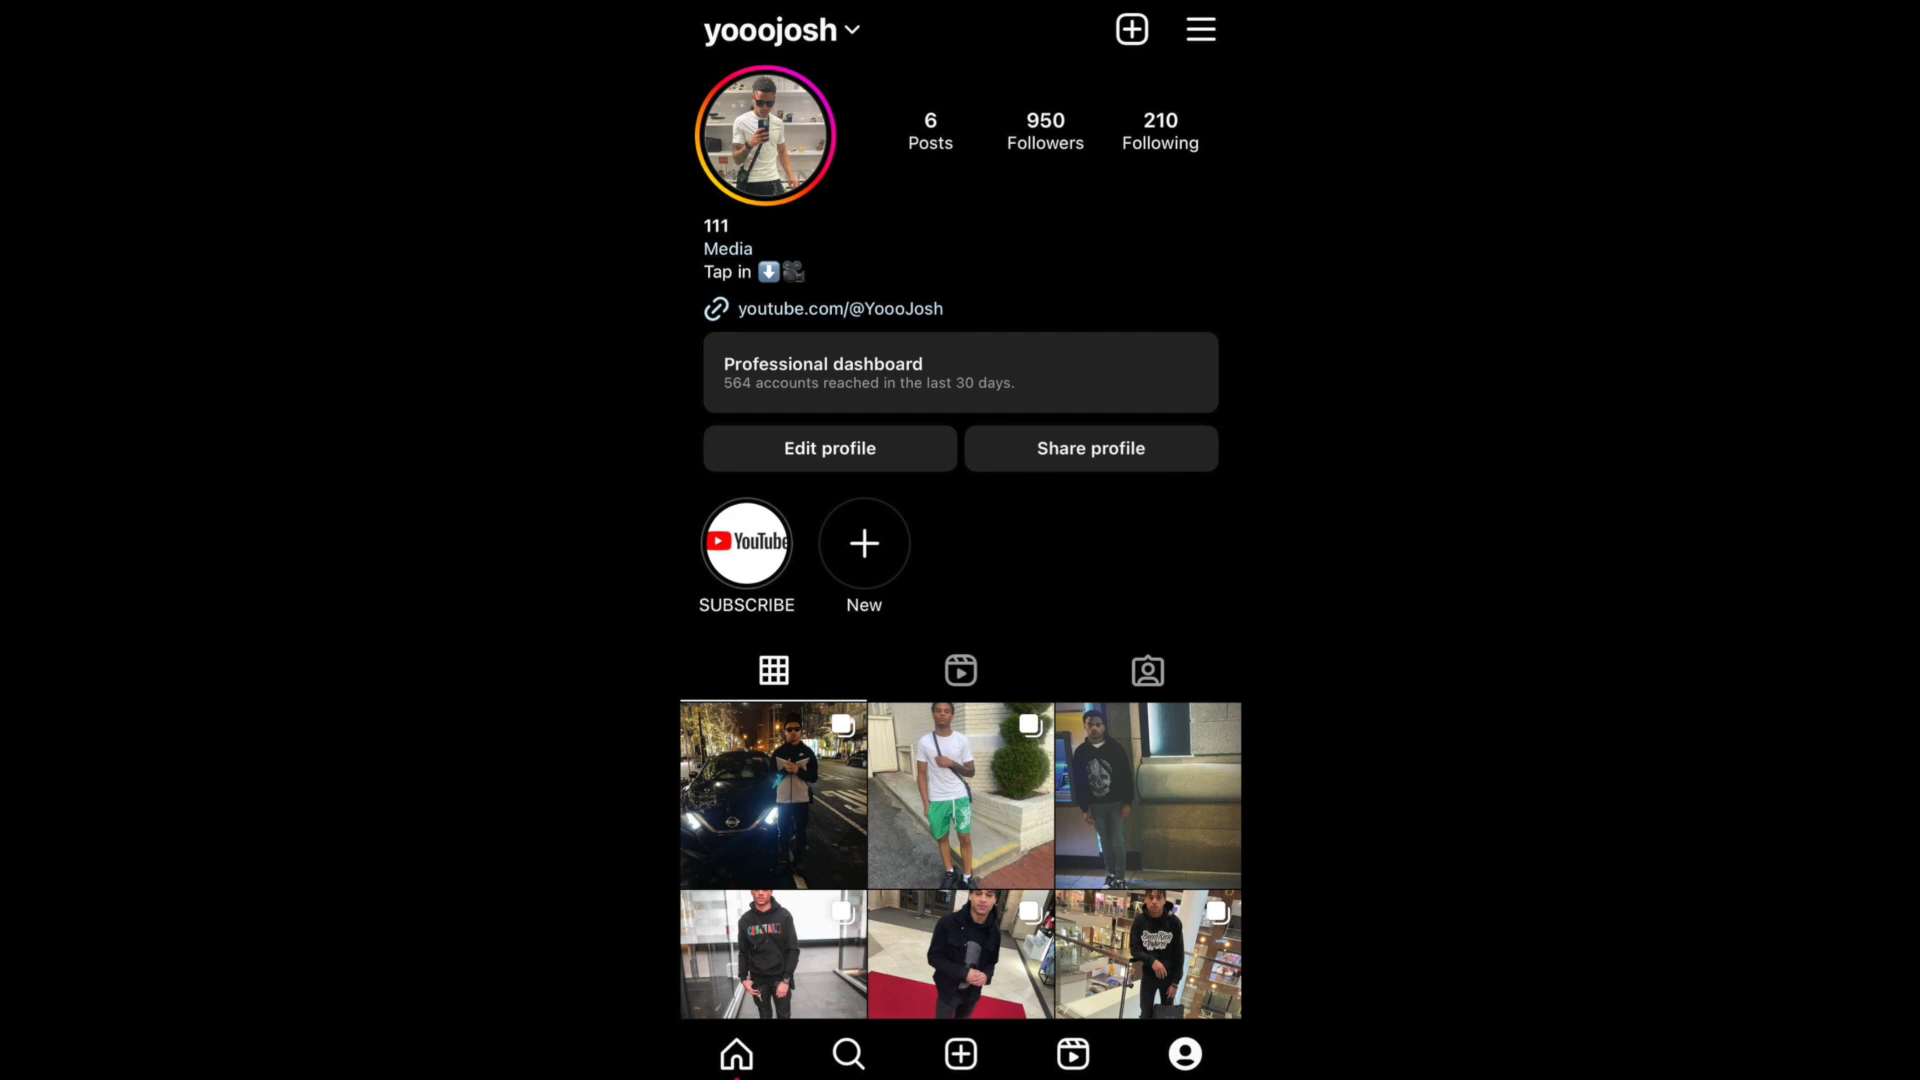 yooojosh
6
Posts
950
Followers
210
Following
111
Media
Tap in ⬇️🎥
youtube.com/@YoooJosh
Professional dashboard
564 accounts reached in the last 30 days.
Edit profile
Share profile
YouTube
SUBSCRIBE
New